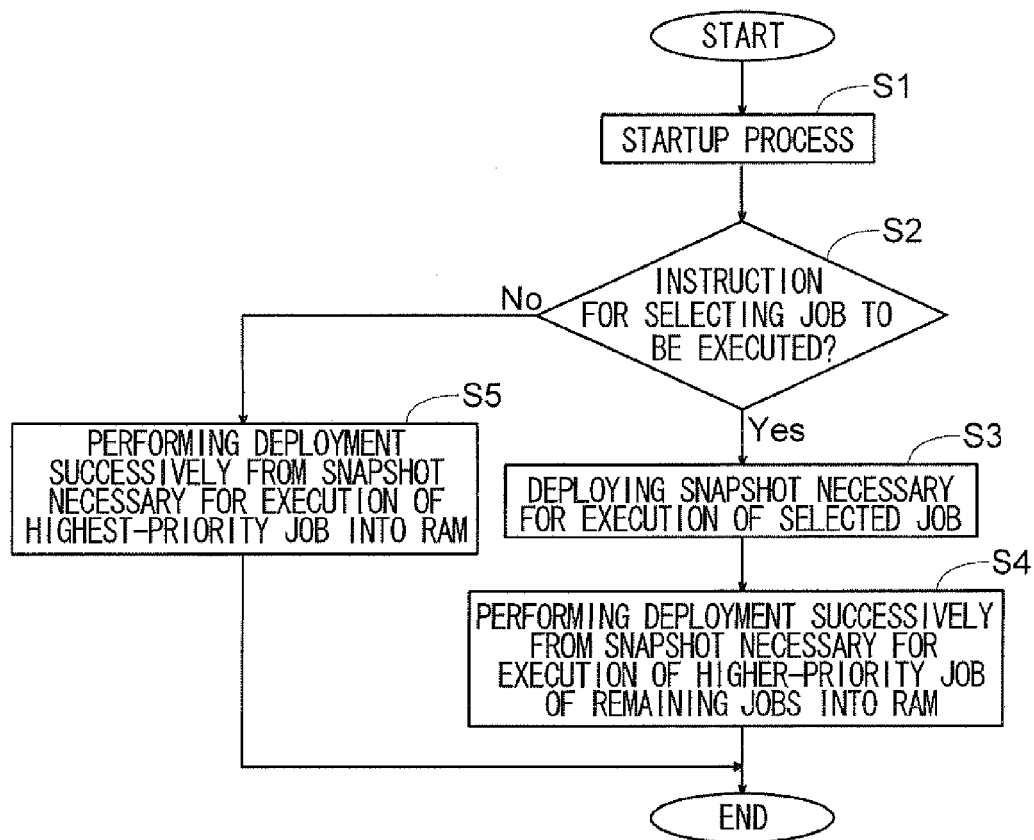 START
S1
STARTUP PROCESS
S2
INSTRUCTION
FOR SELECTING JOB TO
BE EXECUTED?
No
Yes
S5
PERFORMING DEPLOYMENT
SUCCESSIVELY FROM SNAPSHOT
NECESSARY FOR EXECUTION OF
HIGHEST-PRIORITY JOB INTO RAM
S3
DEPLOYING SNAPSHOT NECESSARY
FOR EXECUTION OF SELECTED JOB
S4
PERFORMING DEPLOYMENT SUCCESSIVELY
FROM SNAPSHOT NECESSARY FOR
EXECUTION OF HIGHER-PRIORITY JOB
OF REMAINING JOBS INTO RAM
END